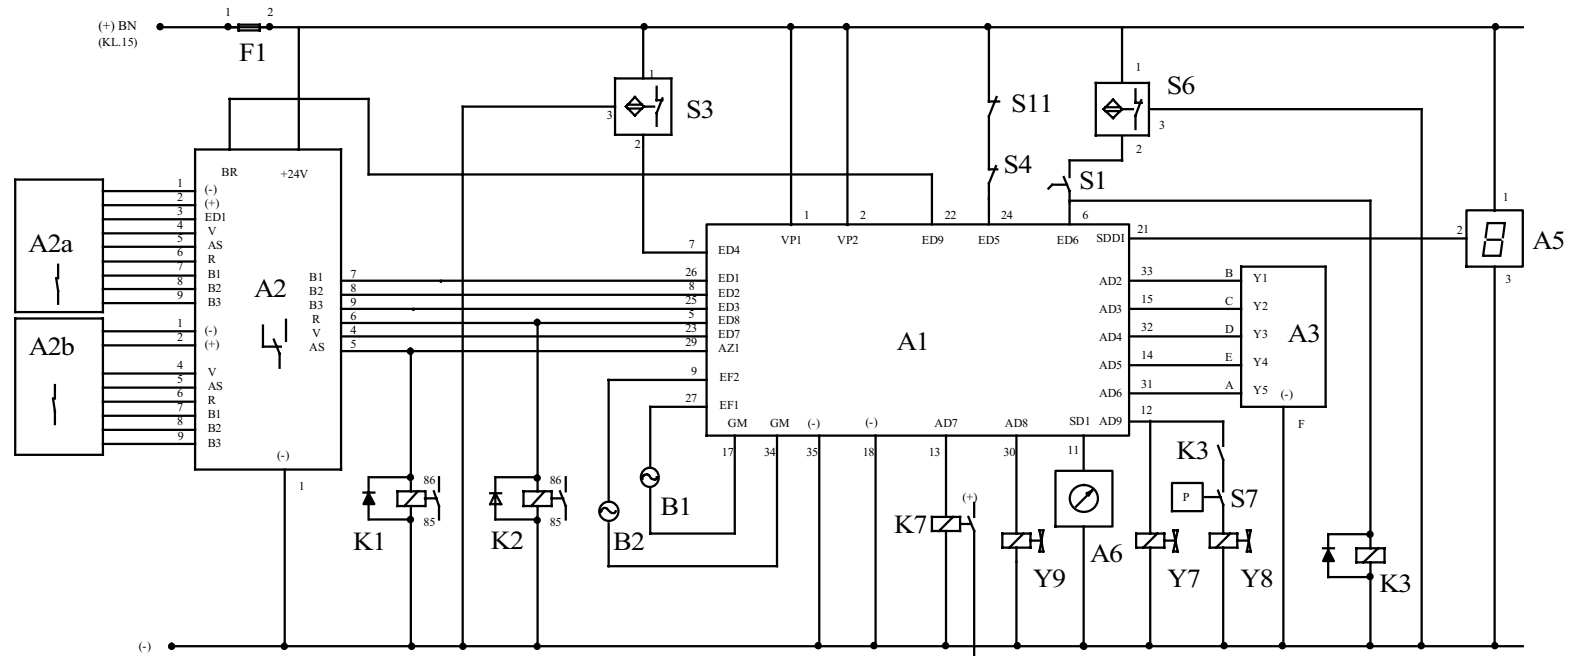 1 2
(+) BN
(KL.15)
F1
1
S3
3
2
S11
S4
1
S6
3
2
S1
BR +24V
1 (-)
2 (+)
3 ED1
4 V
5 AS
6 R
7 B1
8 B2
9 B3
A2a
A2
B1 7
B2 8
B3 9
R 6
V 4
AS 5
1 (-)
2 (+)
4 V
5 AS
6 R
7 B1
8 B2
9 B3
A2b
(-)
1
1 2 22 24 6
VP1 VP2 ED9 ED5 ED6
7 ED4
26 ED1
8 ED2
25 ED3
5 ED8
23 ED7
29 AZ1
9 EF2
27 EF1
A1
SDD1 21
AD2 33 B Y1
AD3 15 C Y2
AD4 32 D Y3
AD5 14 E Y4
AD6 31 A Y5
AD9 12
A3
(-)
F
GM GM (-) (-) AD7 AD8 SD1
17 34 35 18 13 30 11
1
2
A5
3
86
85
K1
86
85
K2
B1
B2
K7
(+)
Y9
A6
Y7
K3
P
S7
Y8
K3
(-)